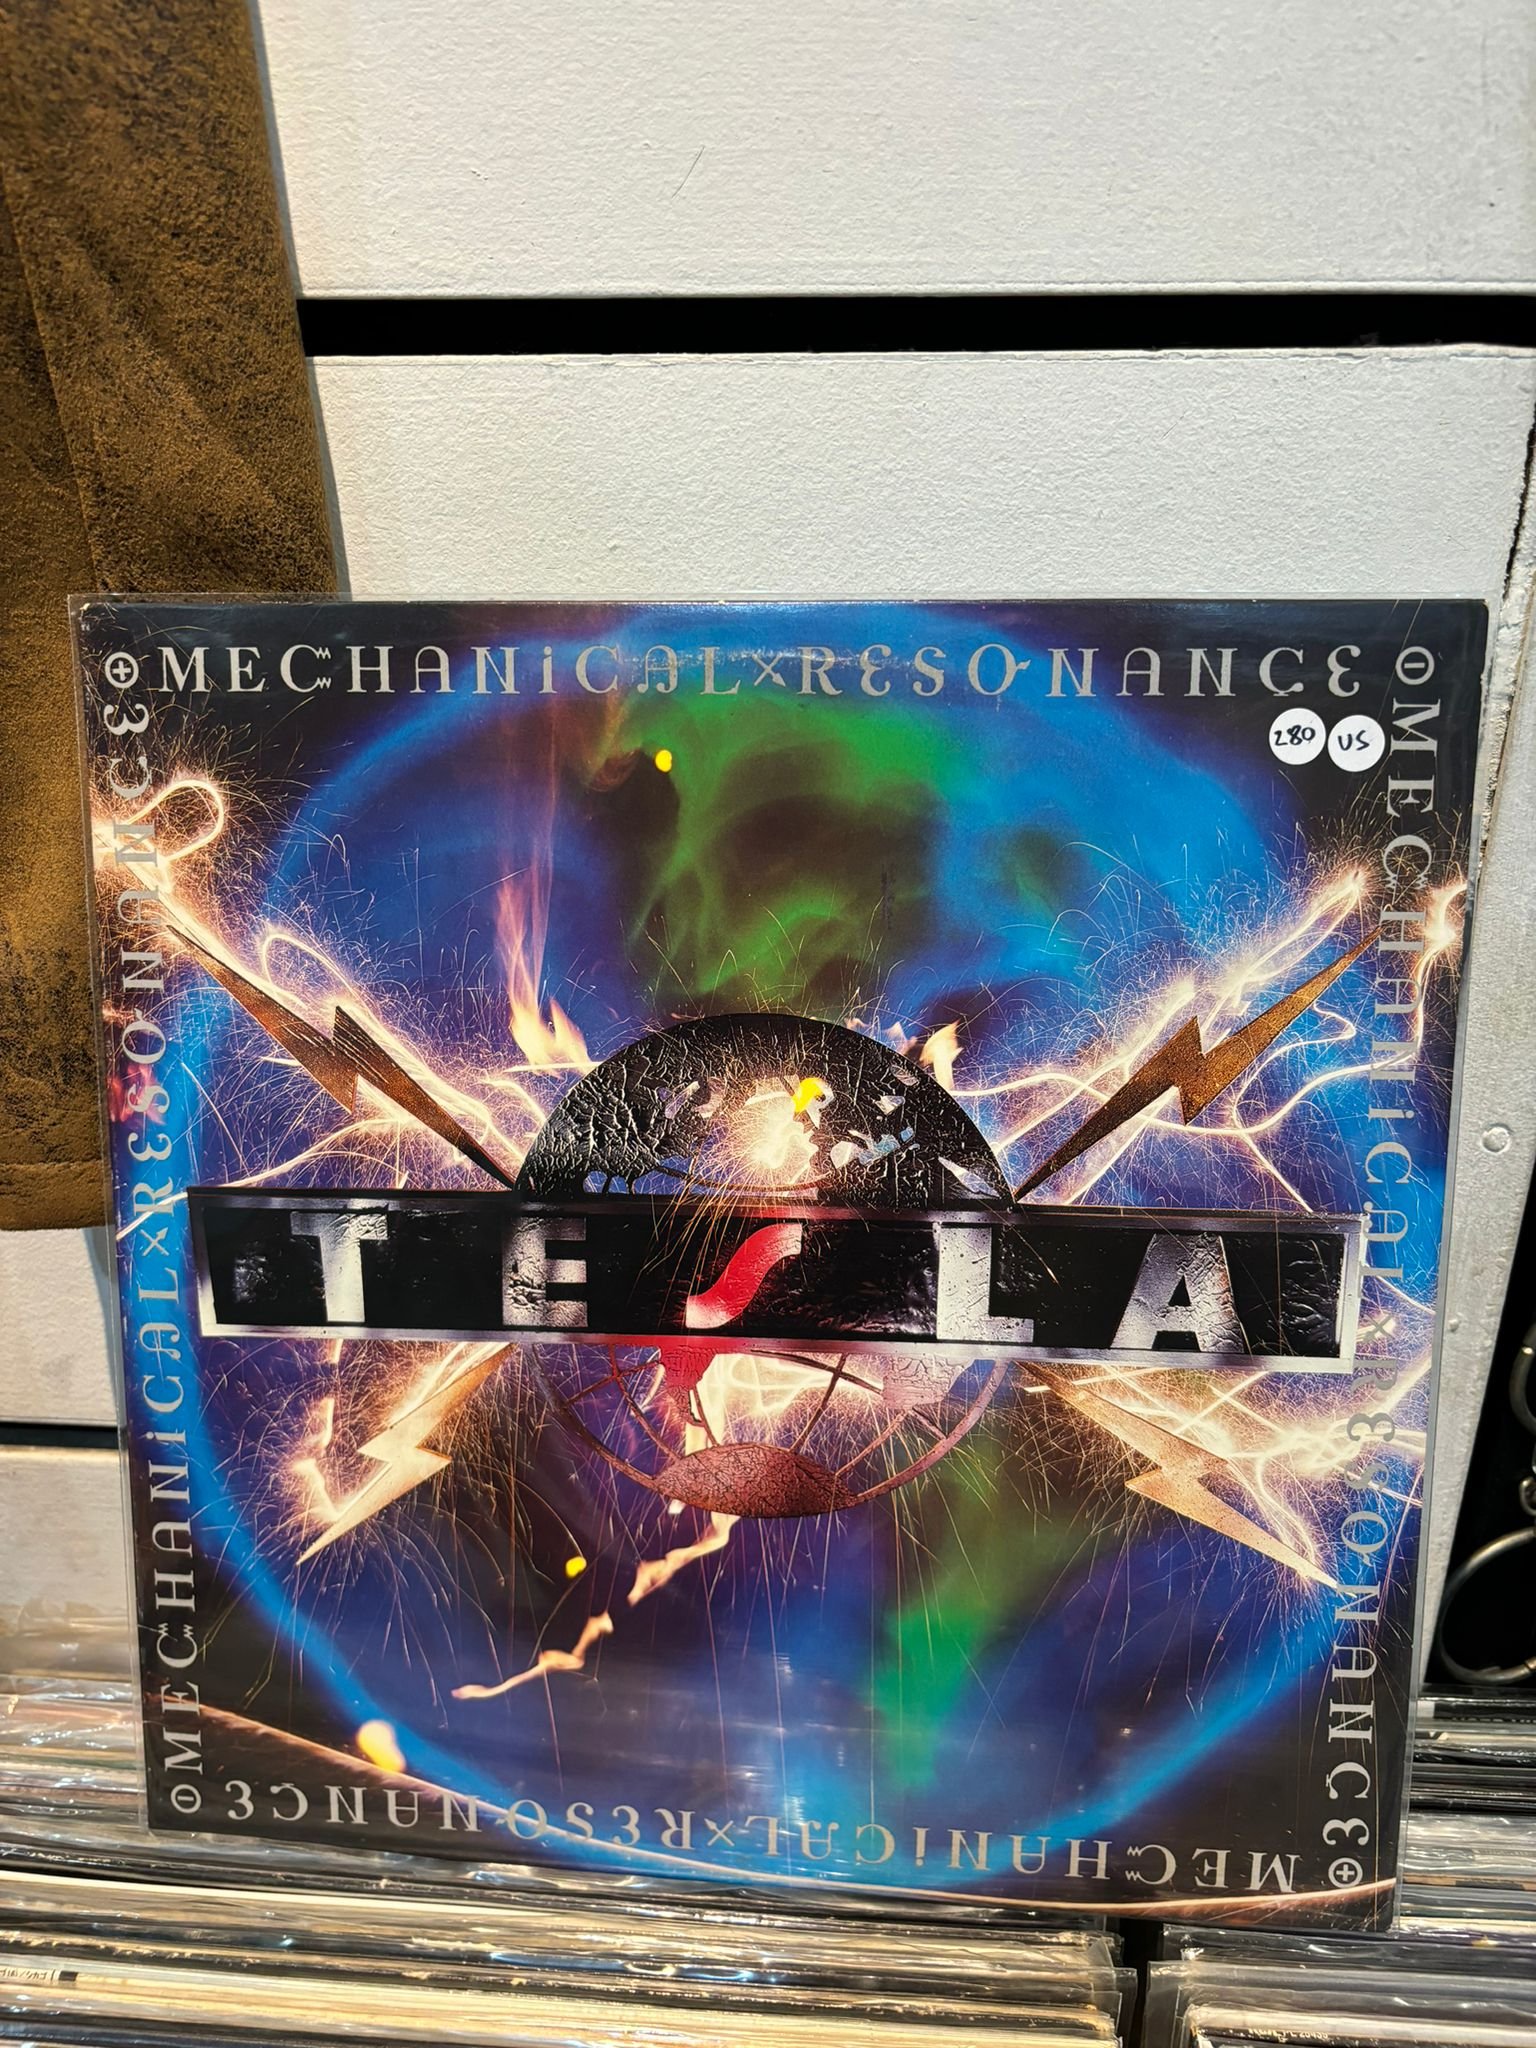 ⊕ MECHANiCAL×RESONANCE ⊖
280 US
MECHANiCAL×RESONANCE ⊕
MECHANiCAL×RESONANCE
⊖ MECHANiCAL×RESONANCE
TESLA